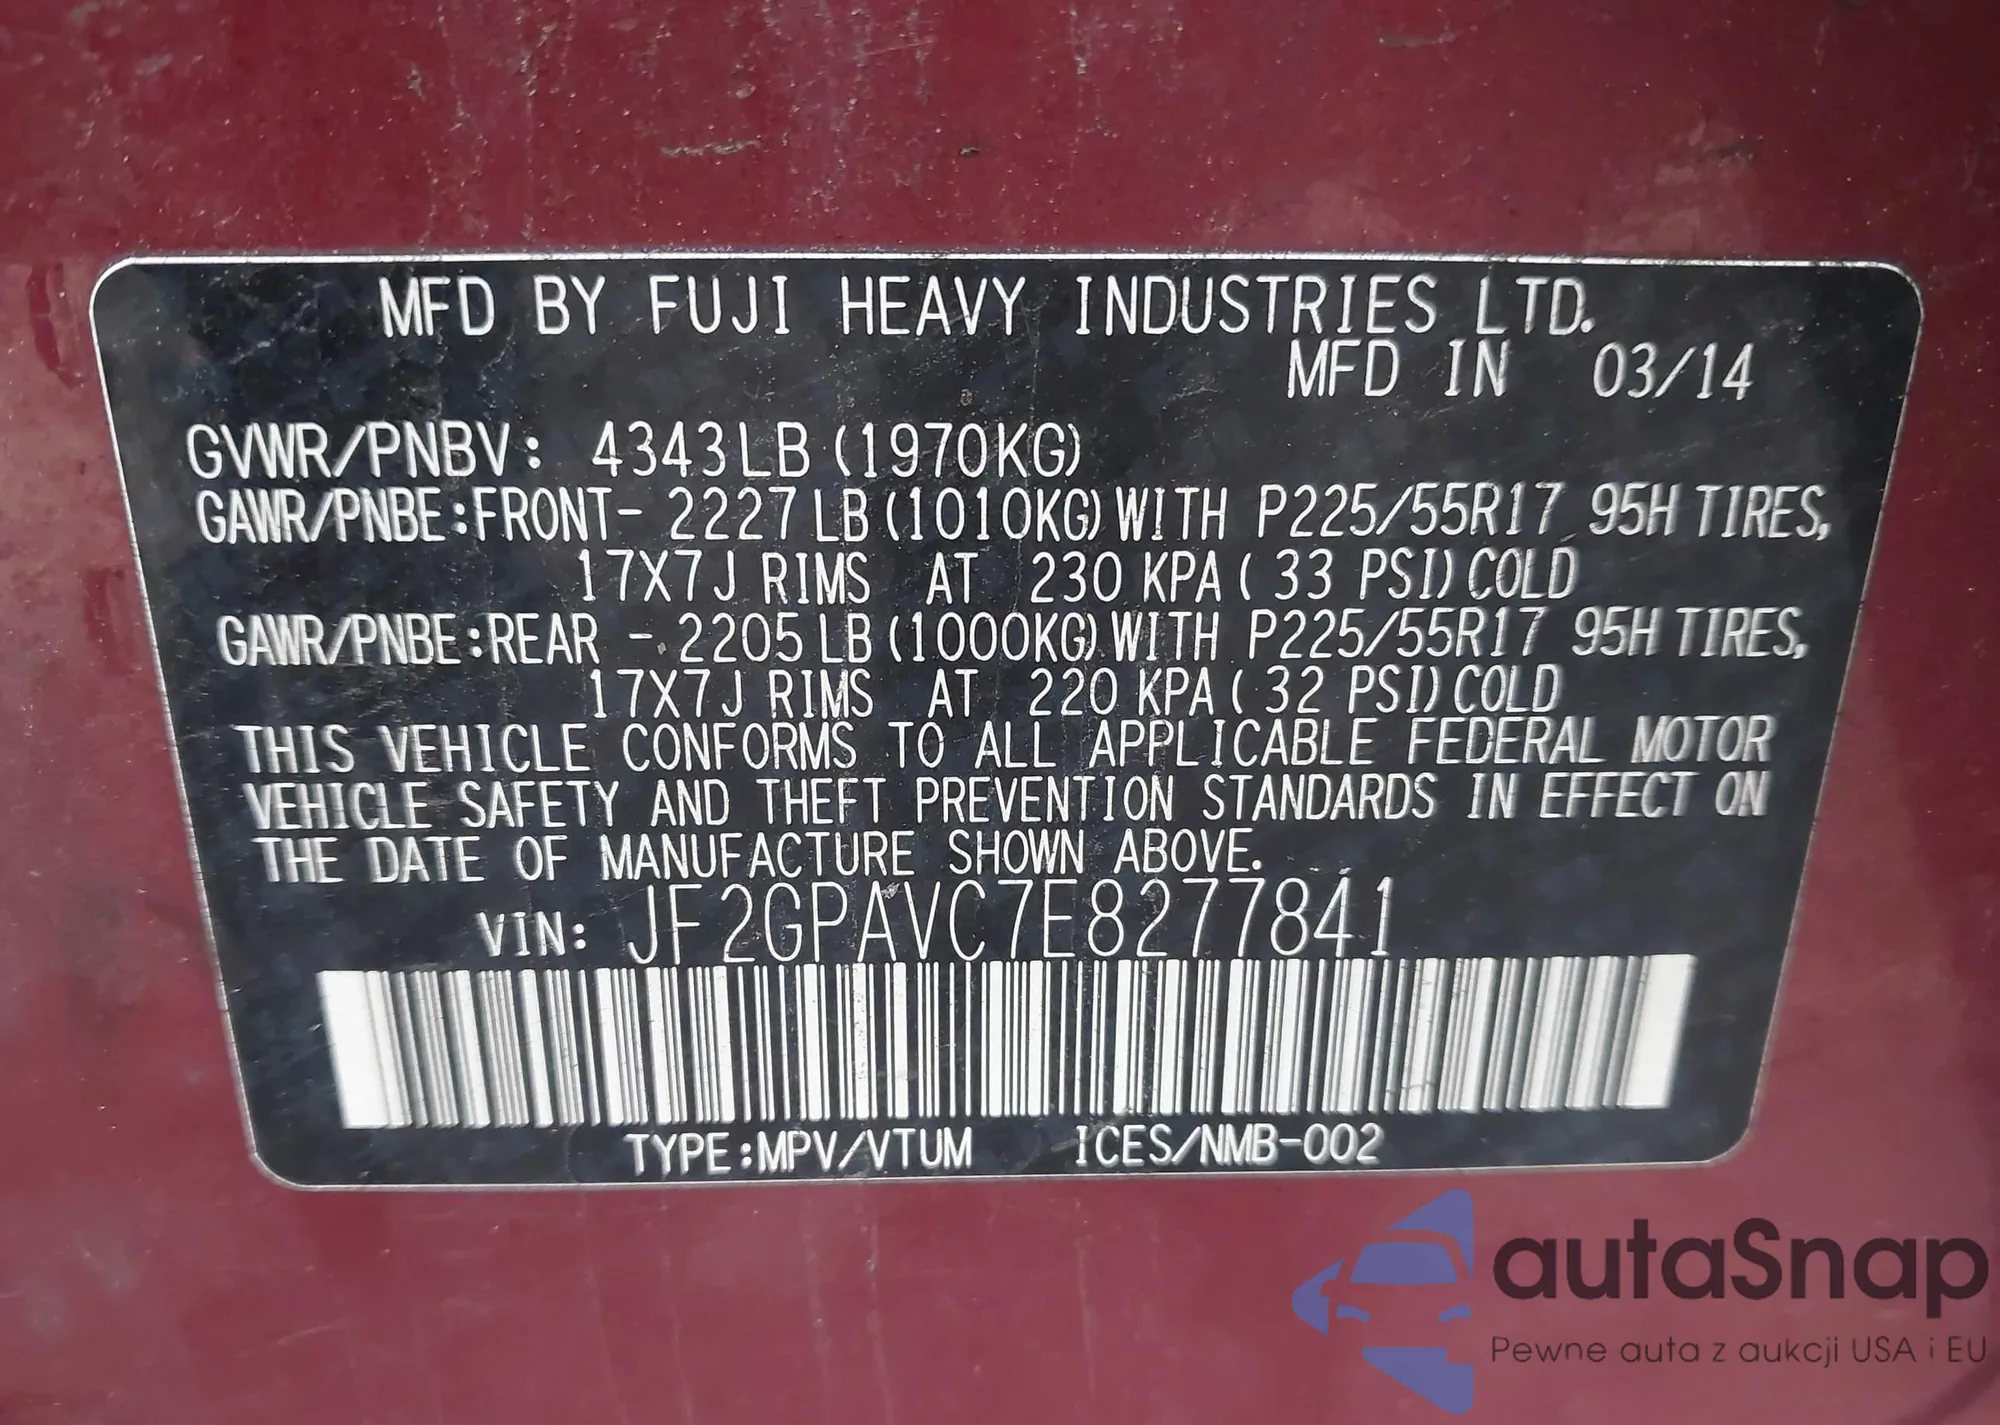 MFD BY FUJI HEAVY INDUSTRIES LTD.
MFD IN 03/14
GVWR/PNBV: 4343LB (1970KG)
GAWR/PNBE:FRONT- 2227LB (1010KG) WITH P225/55R17 95H TIRES,
17X7J RIMS AT 230 KPA ( 33 PSI) COLD
GAWR/PNBE:REAR - 2205LB (1000KG) WITH P225/55R17 95H TIRES,
17X7J RIMS AT 220 KPA ( 32 PSI) COLD
THIS VEHICLE CONFORMS TO ALL APPLICABLE FEDERAL MOTOR
VEHICLE SAFETY AND THEFT PREVENTION STANDARDS IN EFFECT ON
THE DATE OF MANUFACTURE SHOWN ABOVE.
VIN: JF2GPAVC7E8277841
TYPE:MPV/VTUM ICES/NMB-002
autaSnap
Pewne auta z aukcji USA i EU